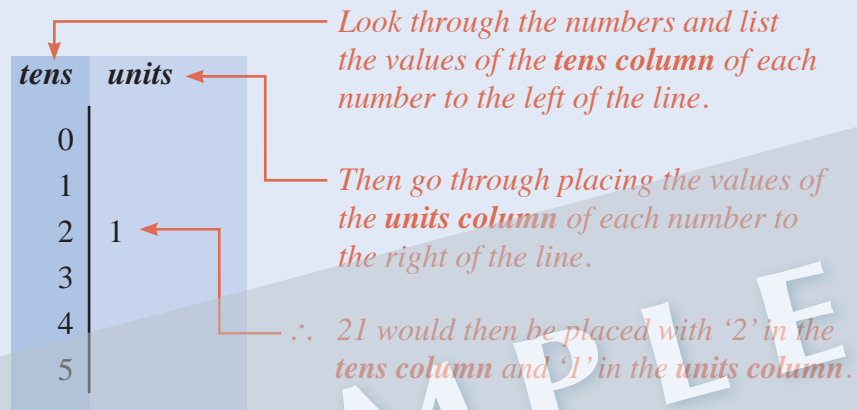 Look through the numbers and list
tens units the values of the tens column of each
number to the left of the line.
0
1 Then go through placing the values of
2 1 the units column of each number to
the right of the line.
3
4 ∴ 21 would then be placed with ‘2’ in the
5 tens column and ‘1’ in the units column.
MPLE